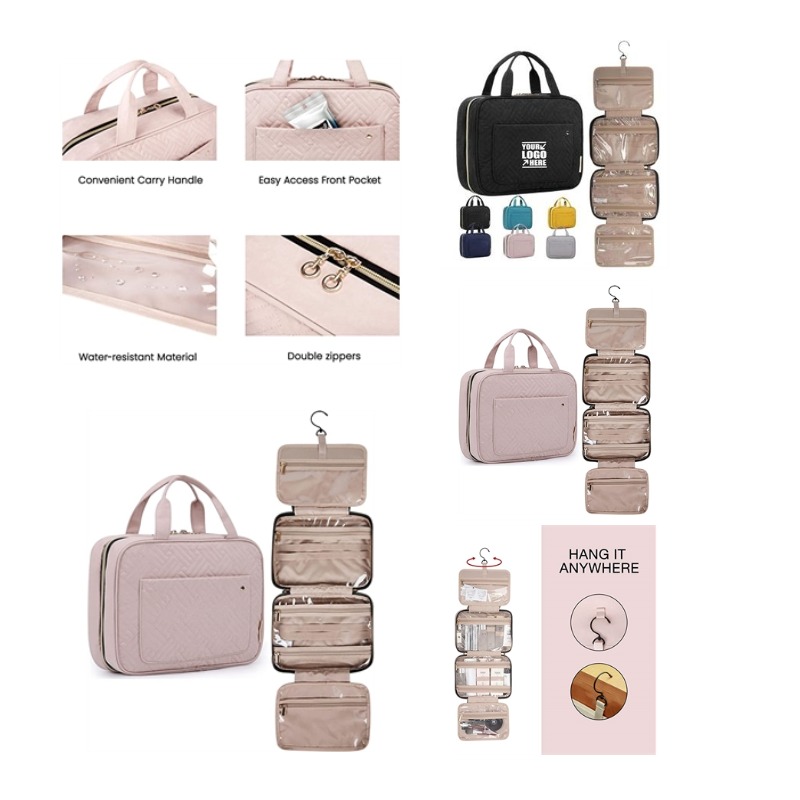 Convenient Carry Handle
Easy Access Front Pocket
Water-resistant Material
Double zippers
YOUR
LOGO
HERE
HANG IT
ANYWHERE